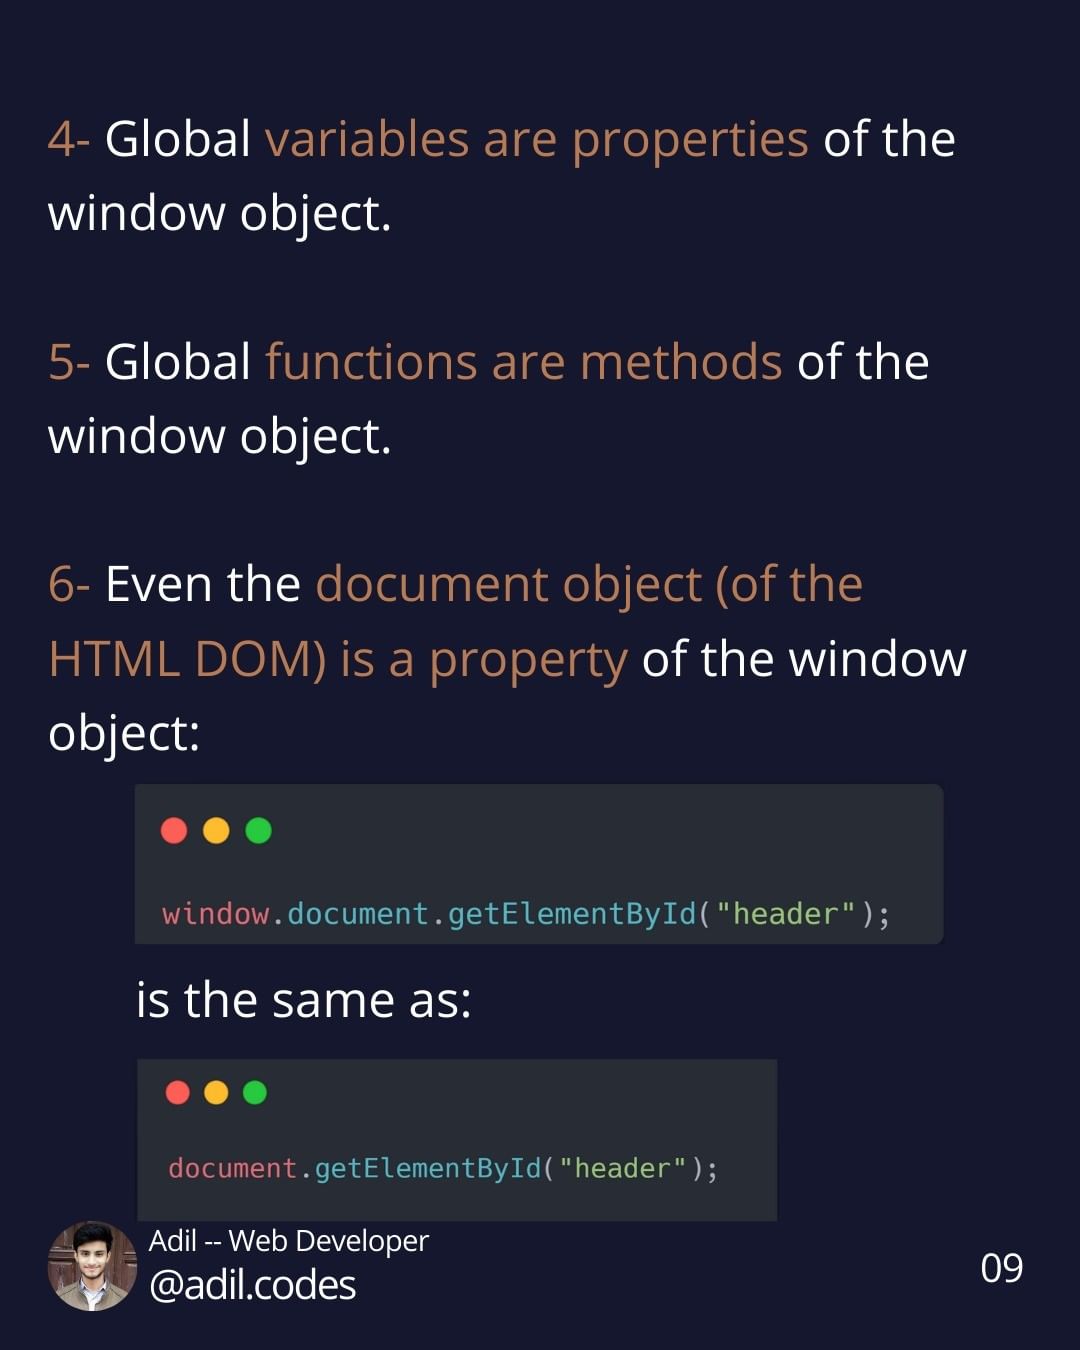 4- Global variables are properties of the
window object.
5- Global functions are methods of the
window object.
6- Even the document object (of the
HTML DOM) is a property of the window
object:
window.document.getElementById("header");
is the same as:
document.getElementById("header");
Adil -- Web Developer
@adil.codes
09